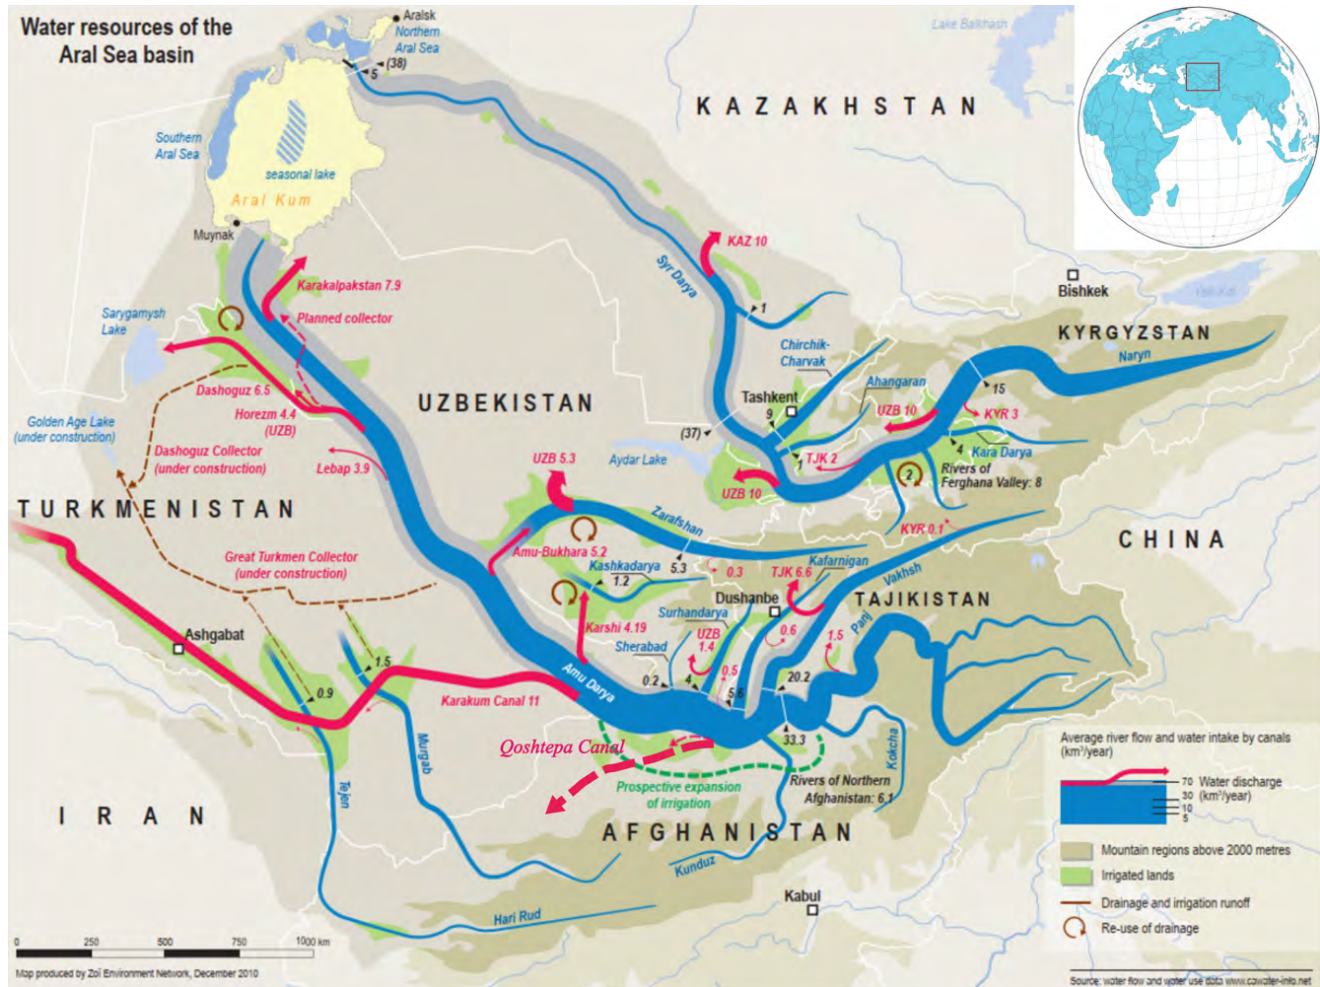 Water resources of the
Aral Sea basin
Aralsk
Northern
Aral Sea
(38)
5
Lake Balkhash
KAZAKHSTAN
Southern
Aral Sea
seasonal lake
Aral Kum
Muynak
KAZ 10
Syr Darya
Bishkek
Karakalpakstan 7.9
Planned collector
Sarygamysh
Lake
1
KYRGYZSTAN
Naryn
Chirchik-
Charvak
Ahangaran
15
Tashkent
9
UZB 10
KYR 3
Dashoguz 6.5
UZBEKISTAN
Horezm 4.4
(UZB)
Golden Age Lake
(under construction)
(37)
1
TJK 2
4
Kara Darya
Dashoguz Collector
(under construction)
Lebap 3.9
UZB 5.3
Aydar Lake
2
Rivers of
Ferghana Valley: 8
UZB 10
TURKMENISTAN
Zarafshan
KYR 0.1
CHINA
Great Turkmen Collector
(under construction)
Amu-Bukhara 5.2
5.3
Kashkadarya
1.2
0.3
Kafarnigan
TJK 6.6
Vakhsh
Dushanbe
TAJIKISTAN
Surhandarya
Panj
Ashgabat
Karshi 4.19
UZB
1.4
0.6
1.5
Sherabad
1.5
0.5
0.9
Amu Darya
0.2
4
5.6
20.2
Karakum Canal 11
33.3
Qoshtepa Canal
Murgab
Kokcha
Tejen
Prospective expansion
of irrigation
Rivers of Northern
Afghanistan: 6.1
IRAN
AFGHANISTAN
Kunduz
Kabul
Hari Rud
Average river flow and water intake by canals
(km³/year)
70
Water discharge
30
(km³/year)
10
5
Mountain regions above 2000 metres
Irrigated lands
Drainage and irrigation runoff
Re-use of drainage
0 250 500 750 1000 km
Map produced by Zoï Environment Network, December 2010
Source: water flow and water use data www.cawater-info.net